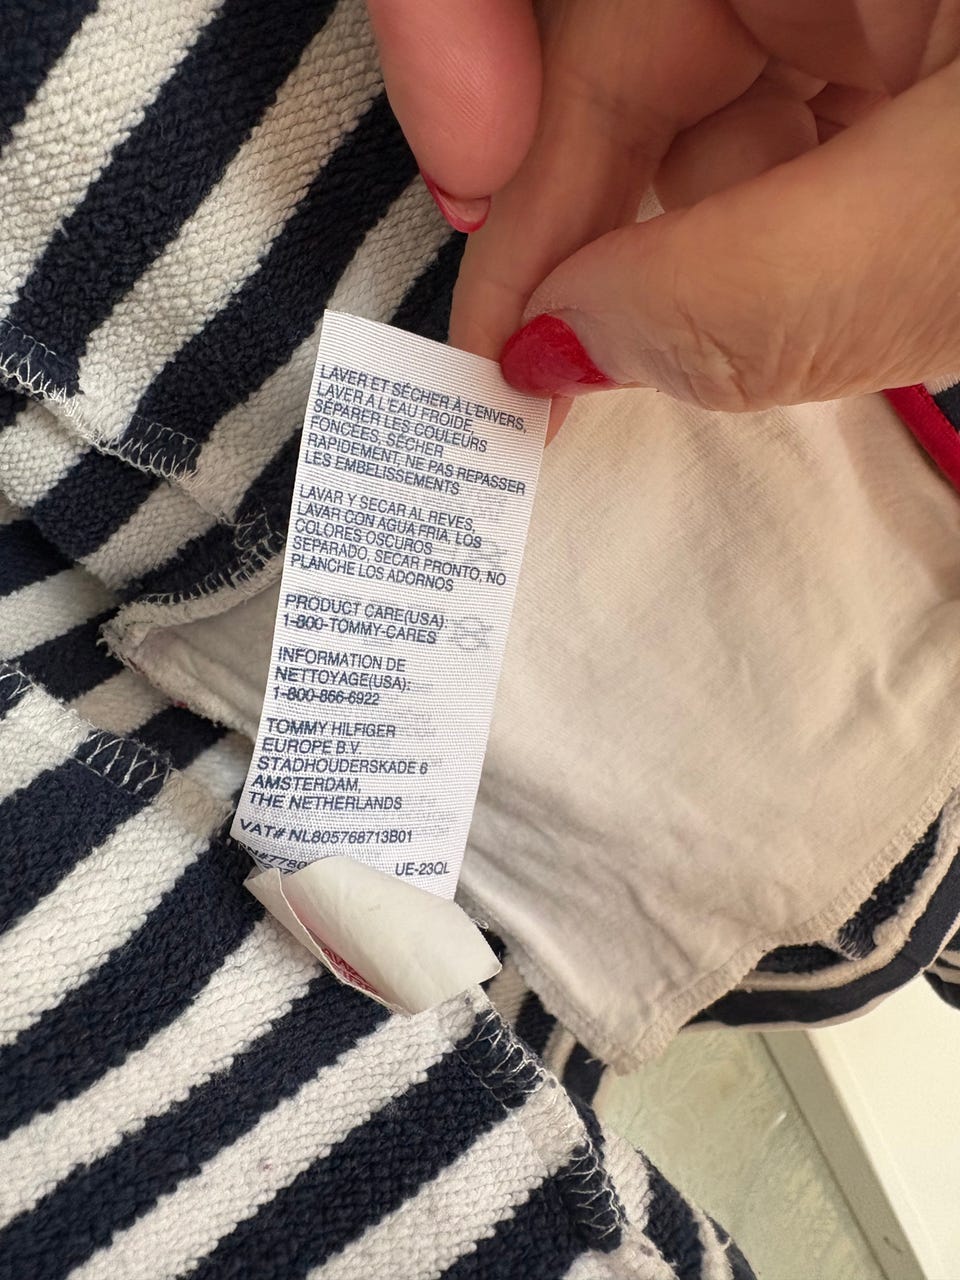 LAVER ET SÉCHER À L'ENVERS,
LAVER A L'EAU FROIDE,
SÉPARER LES COULEURS
FONCÉES, SÉCHER
RAPIDEMENT, NE PAS REPASSER
LES EMBELISSEMENTS
LAVAR Y SECAR AL REVES,
LAVAR CON AGUA FRIA, LOS
COLORES OSCUROS
SEPARADO, SECAR PRONTO, NO
PLANCHE LOS ADORNOS
PRODUCT CARE(USA):
1-800-TOMMY-CARES
INFORMATION DE
NETTOYAGE(USA):
1-800-866-6922
TOMMY HILFIGER
EUROPE B.V.
STADHOUDERSKADE 6
AMSTERDAM,
THE NETHERLANDS
VAT# NL805768713B01
UE-23QL